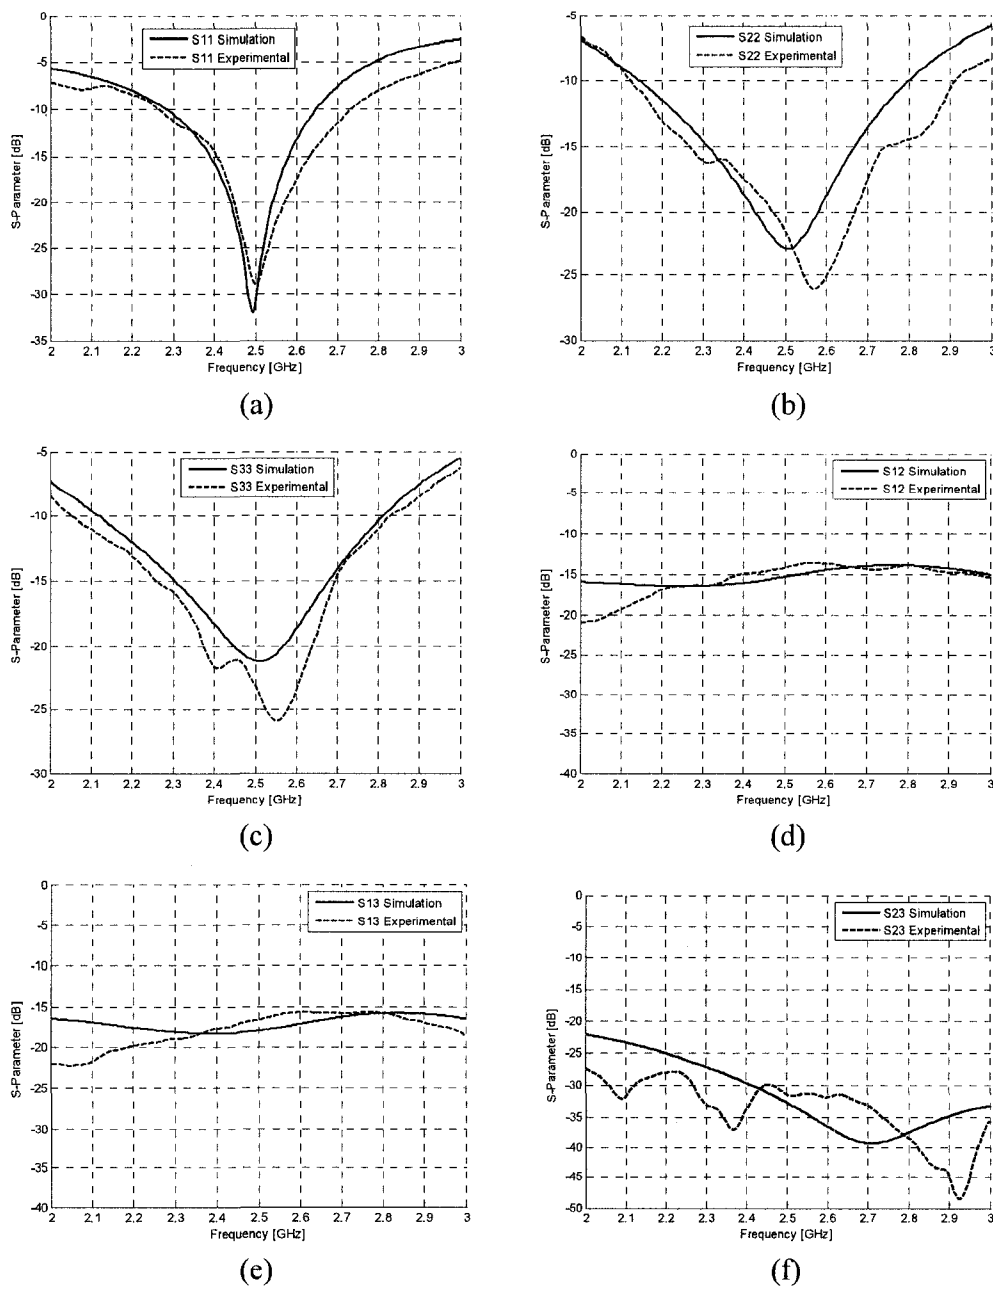 S11 Simulation
S11 Experimental
0
-5
-10
-15
-20
-25
-30
-35
S-Parameter [dB]
2 2.1 2.2 2.3 2.4 2.5 2.6 2.7 2.8 2.9 3
Frequency [GHz]
(a)
S22 Simulation
S22 Experimental
-5
-10
-15
-20
-25
-30
S-Parameter [dB]
2 2.1 2.2 2.3 2.4 2.5 2.6 2.7 2.8 2.9 3
Frequency [GHz]
(b)
S33 Simulation
S33 Experimental
-5
-10
-15
-20
-25
-30
S-Parameter [dB]
2 2.1 2.2 2.3 2.4 2.5 2.6 2.7 2.8 2.9 3
Frequency [GHz]
(c)
S12 Simulation
S12 Experimental
0
-5
-10
-15
-20
-25
-30
-35
-40
S-Parameter [dB]
2 2.1 2.2 2.3 2.4 2.5 2.6 2.7 2.8 2.9 3
Frequency [GHz]
(d)
S13 Simulation
S13 Experimental
0
-5
-10
-15
-20
-25
-30
-35
-40
S-Parameter [dB]
2 2.1 2.2 2.3 2.4 2.5 2.6 2.7 2.8 2.9 3
Frequency [GHz]
(e)
S23 Simulation
S23 Experimental
0
-5
-10
-15
-20
-25
-30
-35
-40
-45
-50
S-Parameter [dB]
2 2.1 2.2 2.3 2.4 2.5 2.6 2.7 2.8 2.9 3
Frequency [GHz]
(f)